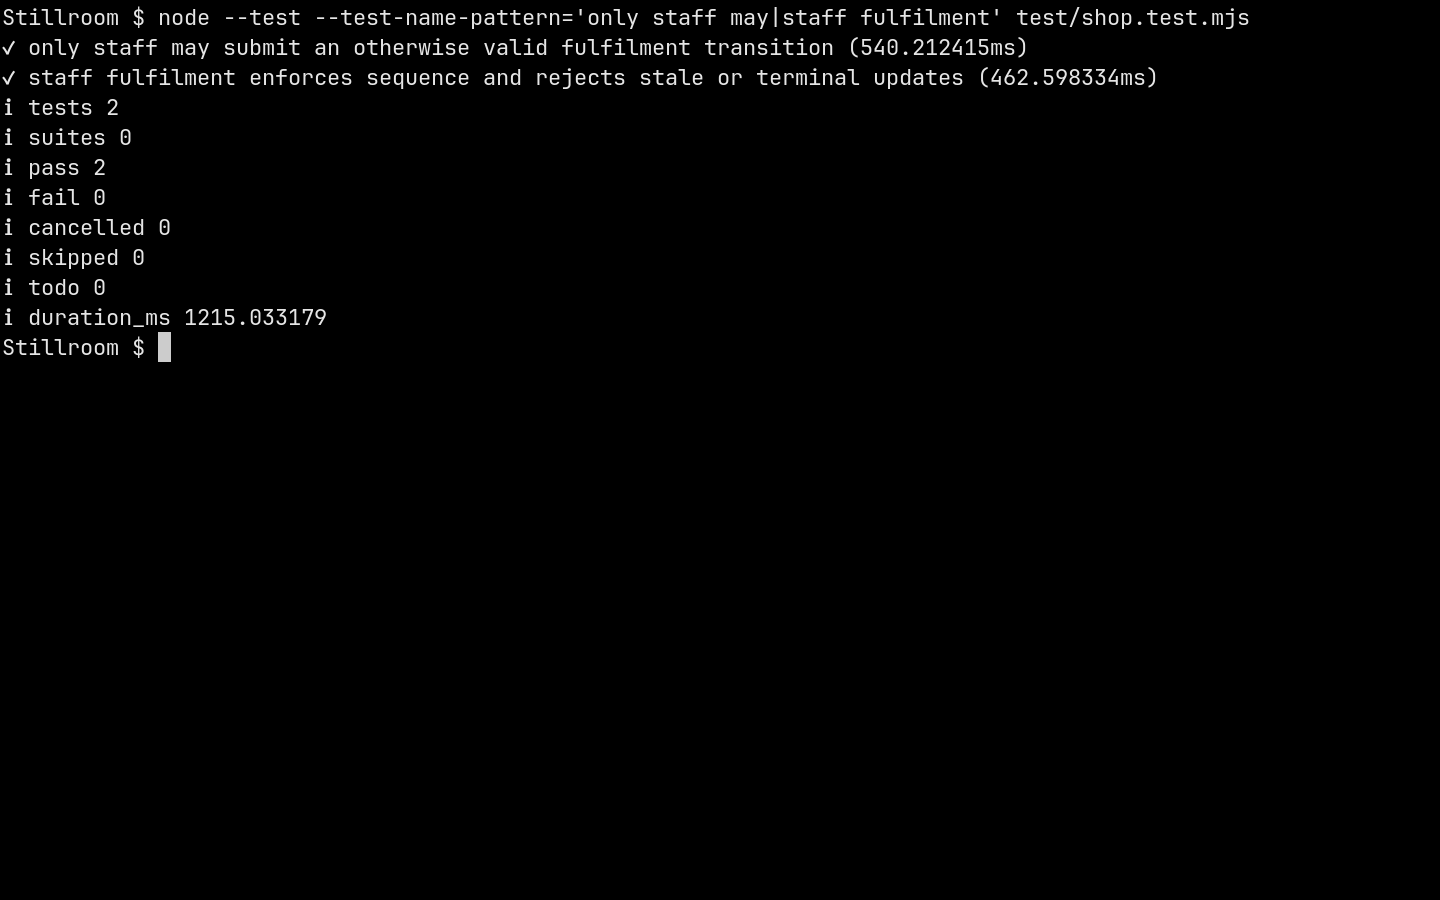 Stillroom $ node --test --test-name-pattern='only staff may|staff fulfilment' test/shop.test.mjs
✓ only staff may submit an otherwise valid fulfilment transition (540.212415ms)
✓ staff fulfilment enforces sequence and rejects stale or terminal updates (462.598334ms)
ℹ tests 2
ℹ suites 0
ℹ pass 2
ℹ fail 0
ℹ cancelled 0
ℹ skipped 0
ℹ todo 0
ℹ duration_ms 1215.033179
Stillroom $